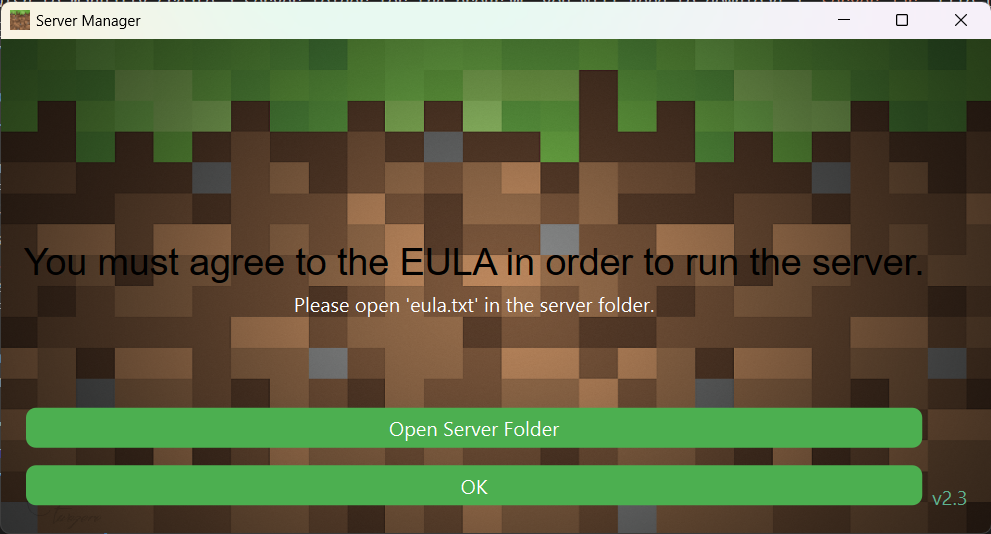 Server Manager
You must agree to the EULA in order to run the server.
Please open 'eula.txt' in the server folder.
Open Server Folder
OK
v2.3